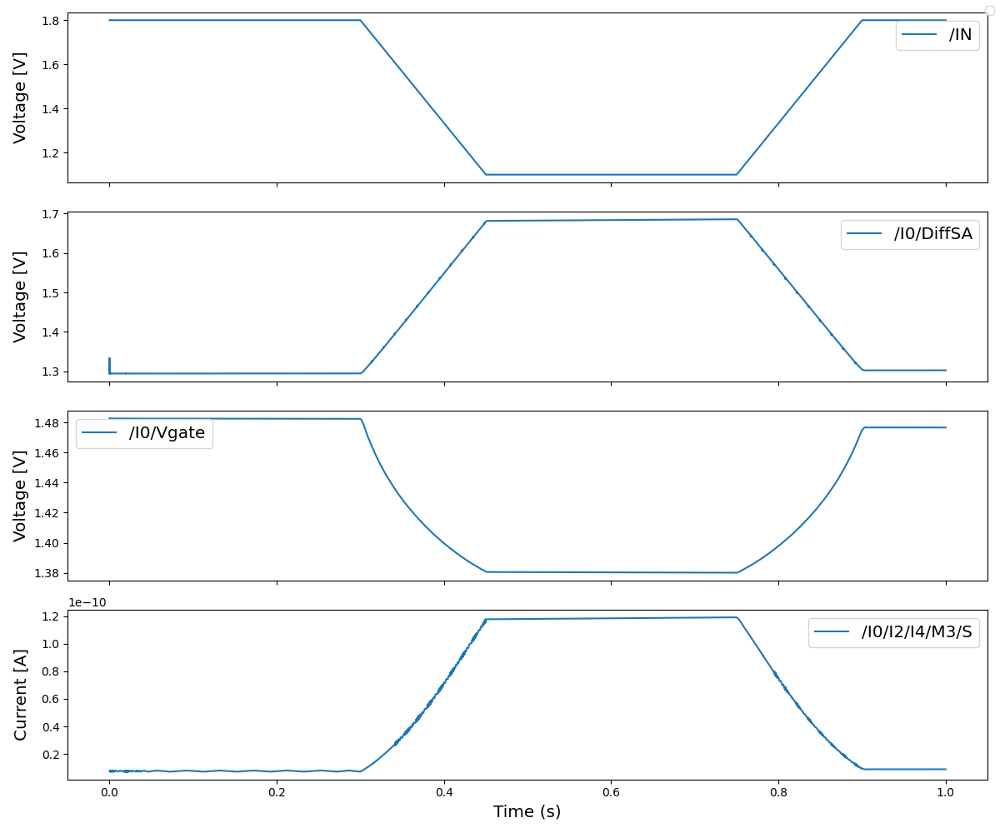 1.8
1.6
1.4
1.2
Voltage [V]
/IN
1.7
1.6
1.5
1.4
1.3
Voltage [V]
/I0/DiffSA
1.48
1.46
1.44
1.42
1.40
1.38
Voltage [V]
/I0/Vgate
1e−10
1.2
1.0
0.8
0.6
0.4
0.2
Current [A]
/I0/I2/I4/M3/S
0.0 0.2 0.4 0.6 0.8 1.0
Time (s)